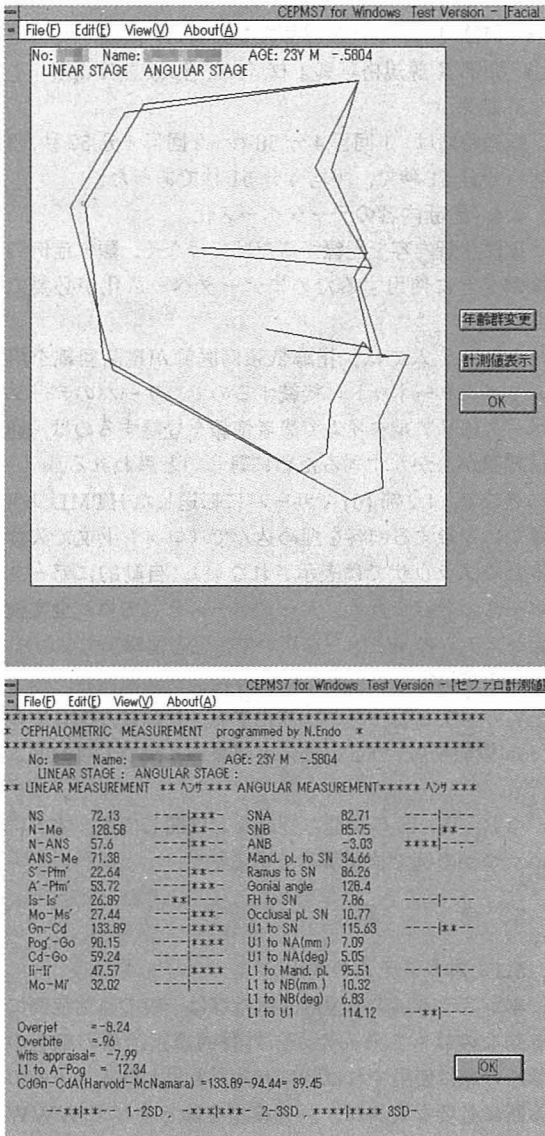 CEPMS7 for Windows Test Version - [Facial
File(F) Edit(E) View(V) About(A)
No: Name: AGE: 23Y M -.5804
LINEAR STAGE ANGULAR STAGE
年齢群変更
計測値表示
OK
CEPMS7 for Windows Test Version - [セファロ計測値
File(F) Edit(E) View(V) About(A)
* CEPHALOMETRIC MEASUREMENT programmed by N.Endo *
No: Name: AGE: 23Y M -.5804
LINEAR STAGE : ANGULAR STAGE :
** LINEAR MEASUREMENT ** ヘンサ *** ANGULAR MEASUREMENT***** ヘンサ ***
NS 72.13 ----|***- SNA 82.71 ----|----
N-Me 128.58 ----|**-- SNB 85.75 ----|**--
N-ANS 57.6 ----|**-- ANB -3.03 ****|----
ANS-Me 71.38 ----|---- Mand. pl. to SN 34.66
S'-Ptm' 22.64 ----|**-- Ramus to SN 86.26
A'-Ptm' 53.72 ----|***- Gonial angle 128.4
Is-Is' 26.89 --**|---- FH to SN 7.86 ----|----
Mo-Ms' 27.44 ----|***- Occlusal pl. SN 10.77
Gn-Cd 133.89 ----|**** U1 to SN 115.63 ----|**--
Pog'-Go 90.15 ----|**** U1 to NA(mm ) 7.09
Cd-Go 59.24 ----|---- U1 to NA(deg) 5.05
Ii-Ii' 47.57 ----|**** L1 to Mand. pl. 95.51 ----|----
Mo-Mi' 32.02 ----|---- L1 to NB(mm ) 10.32
L1 to NB(deg) 6.83
L1 to U1 114.12 --**|----
Overjet =-8.24
Overbite =.96
Wits appraisal= -7.99
L1 to A-Pog = 12.34
CdGn-CdA(Harvold-McNamara) =133.89-94.44= 39.45
OK
--**|**-- 1-2SD , -***|***- 2-3SD , ****|**** 3SD-